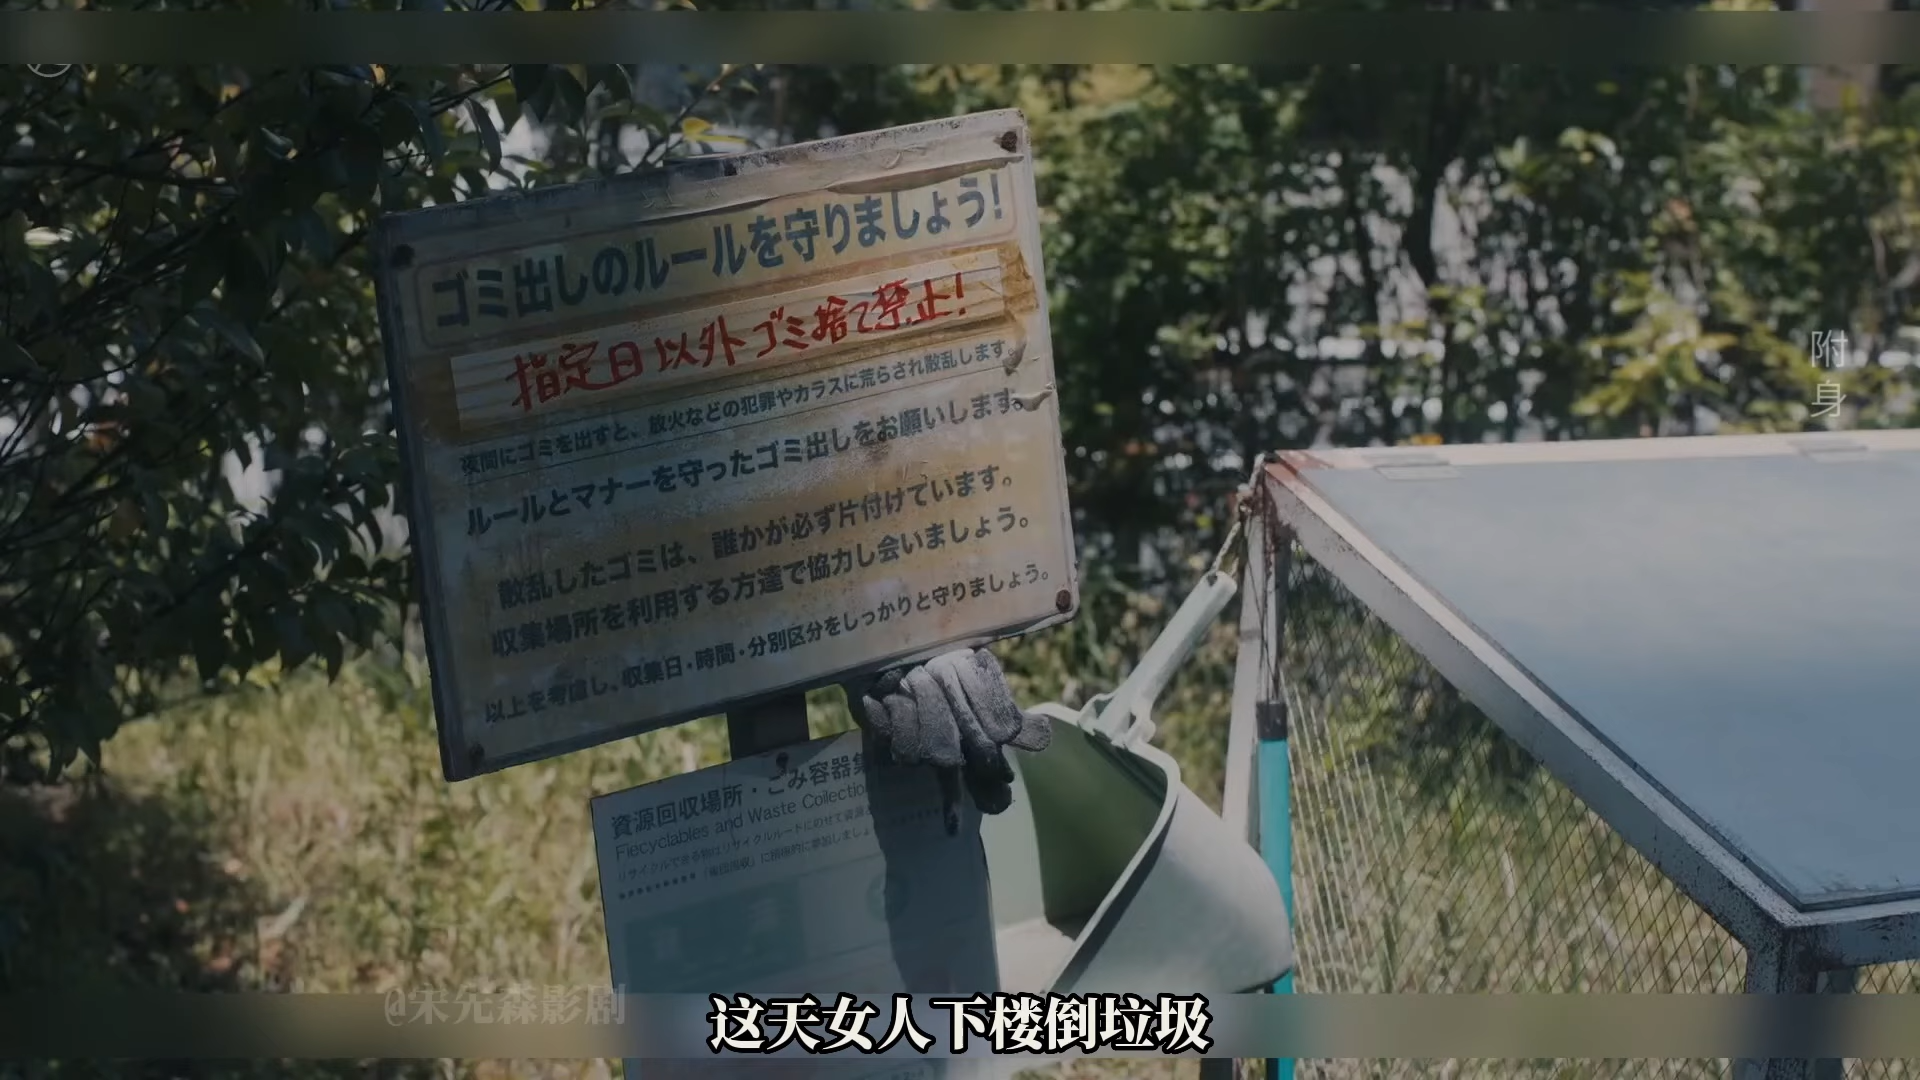 ゴミ出しのルールを守りましょう!
指定日以外ゴミ捨て禁止!
夜間にゴミを出すと、放火などの犯罪やカラスに荒らされ散乱します。
ルールとマナーを守ったゴミ出しをお願いします。
散乱したゴミは、誰かが必ず片付けています。
収集場所を利用する方達で協力し会いましょう。
以上を考慮し、収集日・時間・分別区分をしっかりと守りましょう。
資源回収場所・ごみ容器集
Fiecyclables and Waste Collectio
附身
@宋先森影剧
这天女人下楼倒垃圾